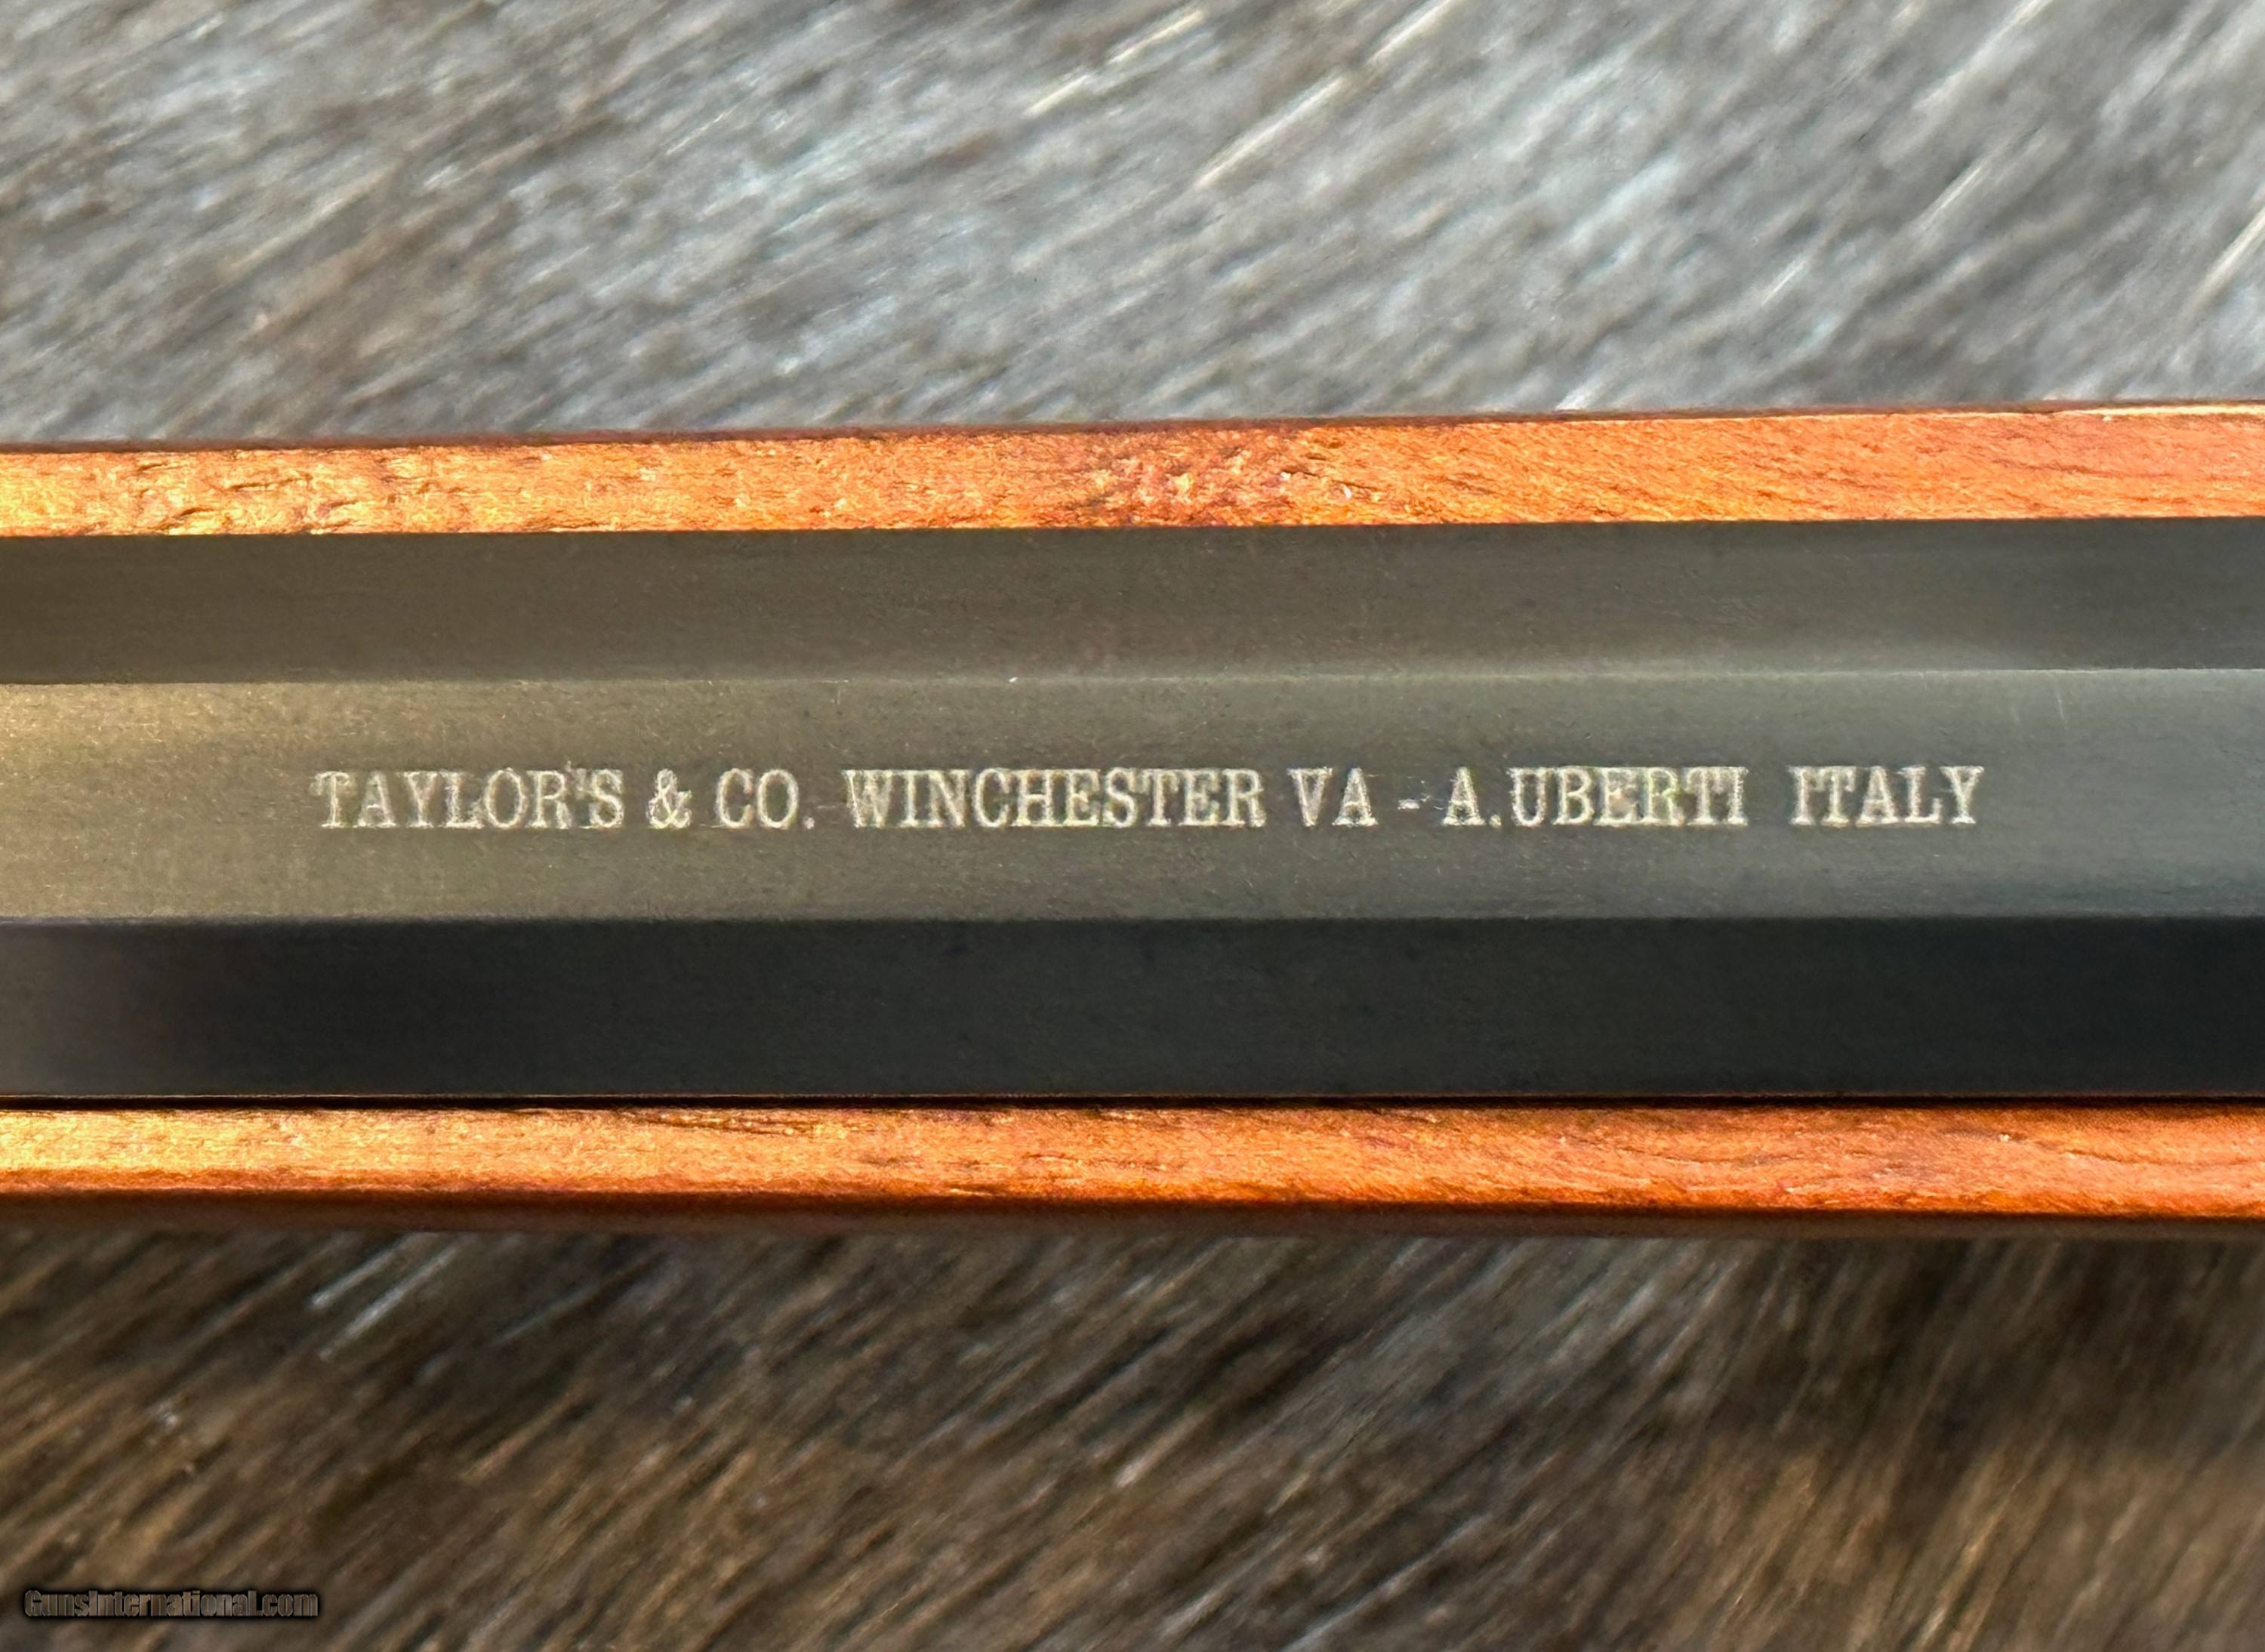 TAYLOR'S & CO. WINCHESTER VA - A.UBERTI ITALY
GunsInternational.com